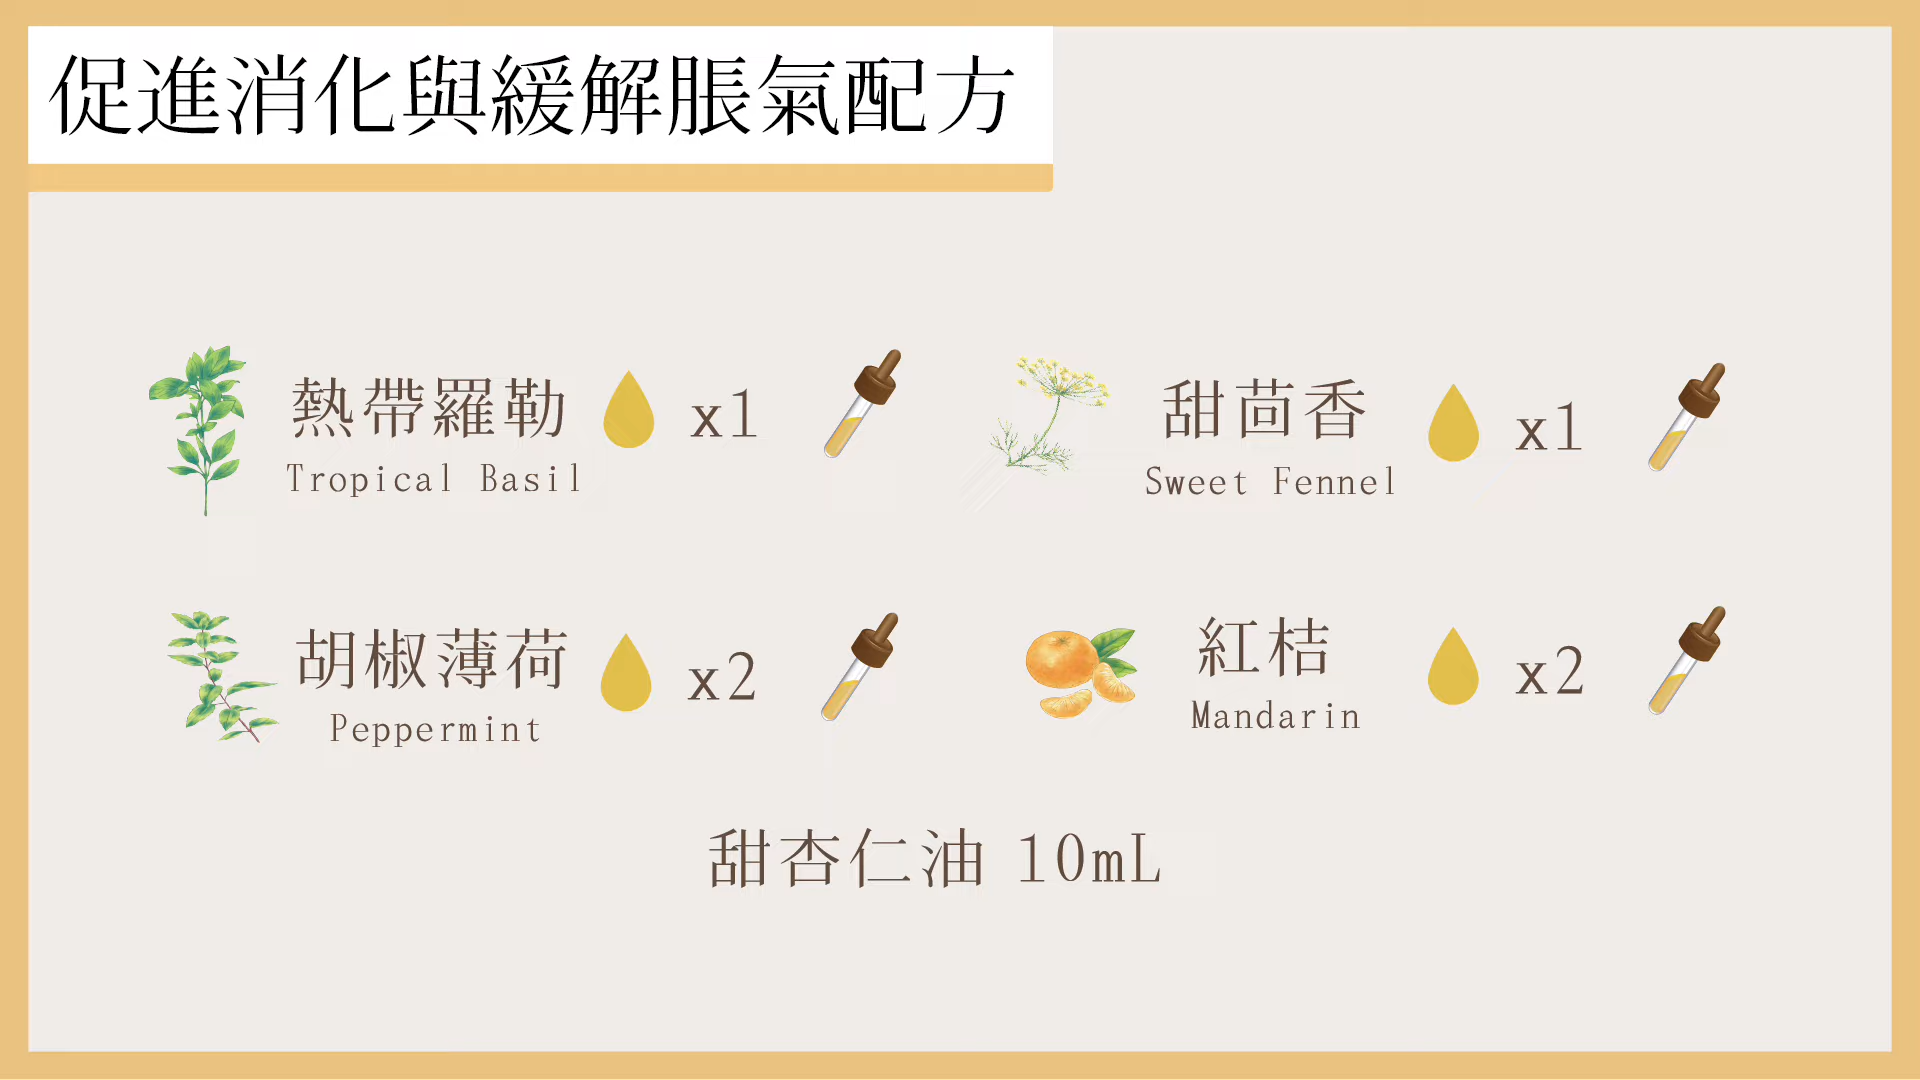 促進消化與緩解脹氣配方
熱帶羅勒 x1
Tropical Basil
甜茴香 x1
Sweet Fennel
胡椒薄荷 x2
Peppermint
紅桔 x2
Mandarin
甜杏仁油 10mL